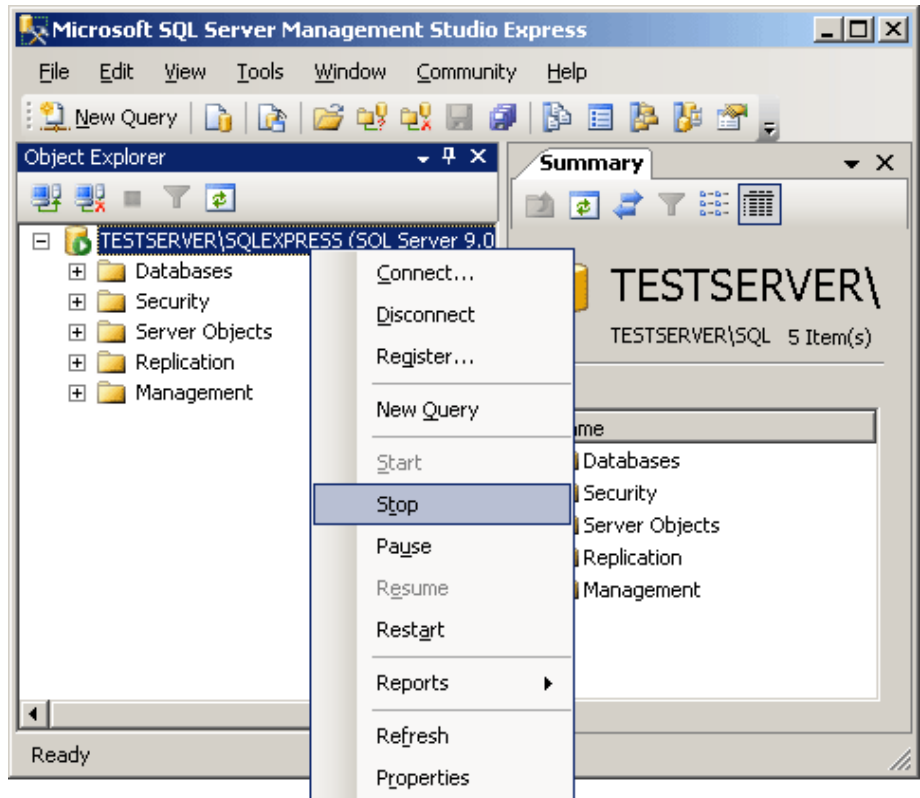 Microsoft SQL Server Management Studio Express
File Edit View Tools Window Community Help
New Query
Object Explorer
Summary
TESTSERVER\SQLEXPRESS (SQL Server 9.0
Databases
Security
Server Objects
Replication
Management
Connect...
Disconnect
Register...
New Query
Start
Stop
Pause
Resume
Restart
Reports
Refresh
Properties
TESTSERVER\
TESTSERVER\SQL 5 Item(s)
ame
Databases
Security
Server Objects
Replication
Management
Ready